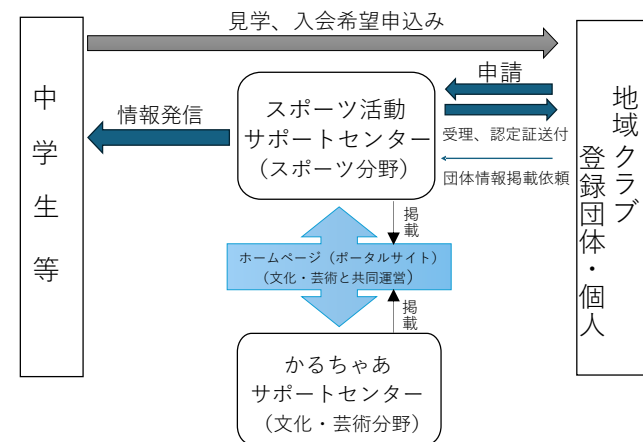 見学、入会希望申込み
中学生等
情報発信
スポーツ活動
サポートセンター
（スポーツ分野）
申請
受理、認定証送付
団体情報掲載依頼
地域クラブ
登録団体・個人
掲載
ホームページ（ポータルサイト）
（文化・芸術と共同運営）
掲載
かるちゃあ
サポートセンター
（文化・芸術分野）